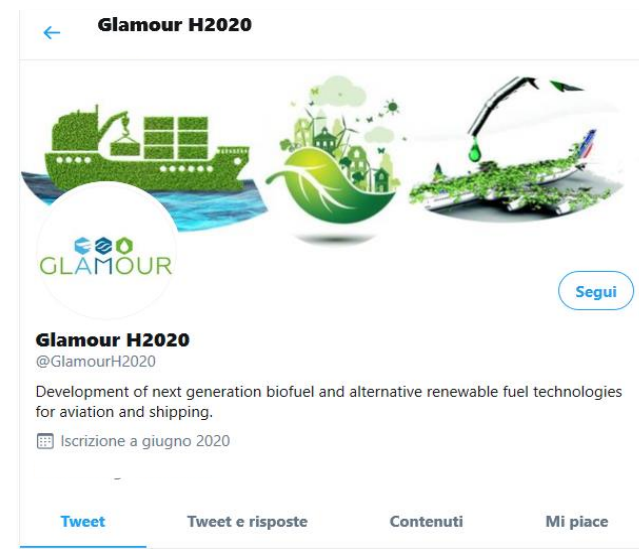 Glamour H2020
GLAMOUR
Segui
Glamour H2020
@GlamourH2020
Development of next generation biofuel and alternative renewable fuel technologies
for aviation and shipping.
Iscrizione a giugno 2020
Tweet Tweet e risposte Contenuti Mi piace